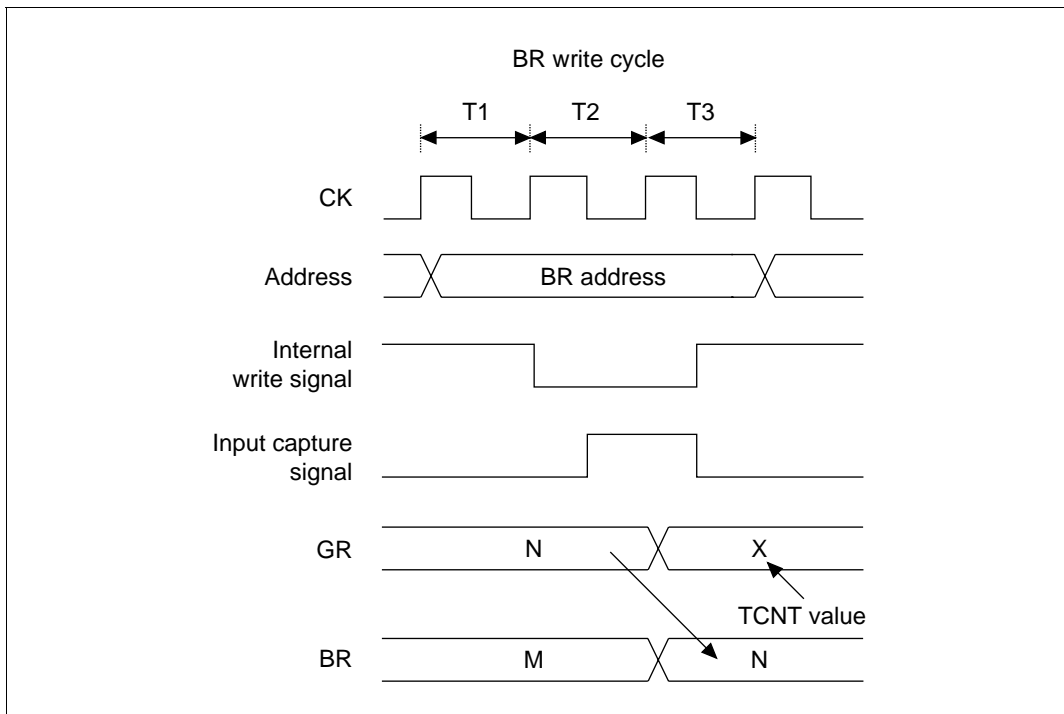 BR write cycle
T1 T2 T3
CK
Address BR address
Internal
write signal
Input capture
signal
GR N X
TCNT value
BR M N